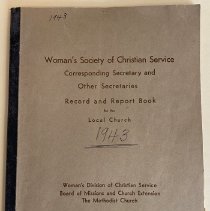 1943
Woman's Society of Christian Service
Corresponding Secretary and
Other Secretaries
Record and Report Book
for the
Local Church
1943
Woman's Division of Christian Service
Board of Missions and Church Extension
The Methodist Church